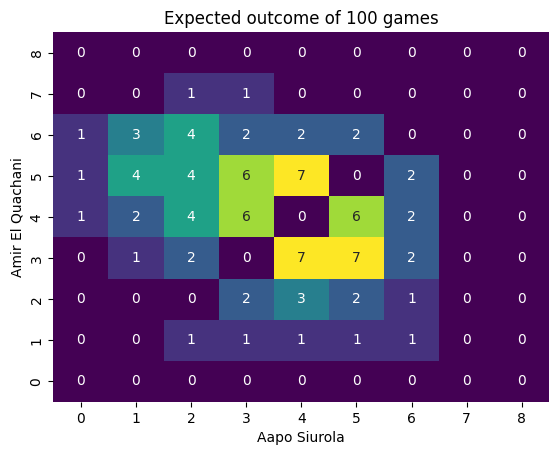 Expected outcome of 100 games
Amir El Quachani
8 0 0 0 0 0 0 0 0 0
7 0 0 1 1 0 0 0 0 0
6 1 3 4 2 2 2 0 0 0
5 1 4 4 6 7 0 2 0 0
4 1 2 4 6 0 6 2 0 0
3 0 1 2 0 7 7 2 0 0
2 0 0 0 2 3 2 1 0 0
1 0 0 1 1 1 1 1 0 0
0 0 0 0 0 0 0 0 0 0
0 1 2 3 4 5 6 7 8
Aapo Siurola